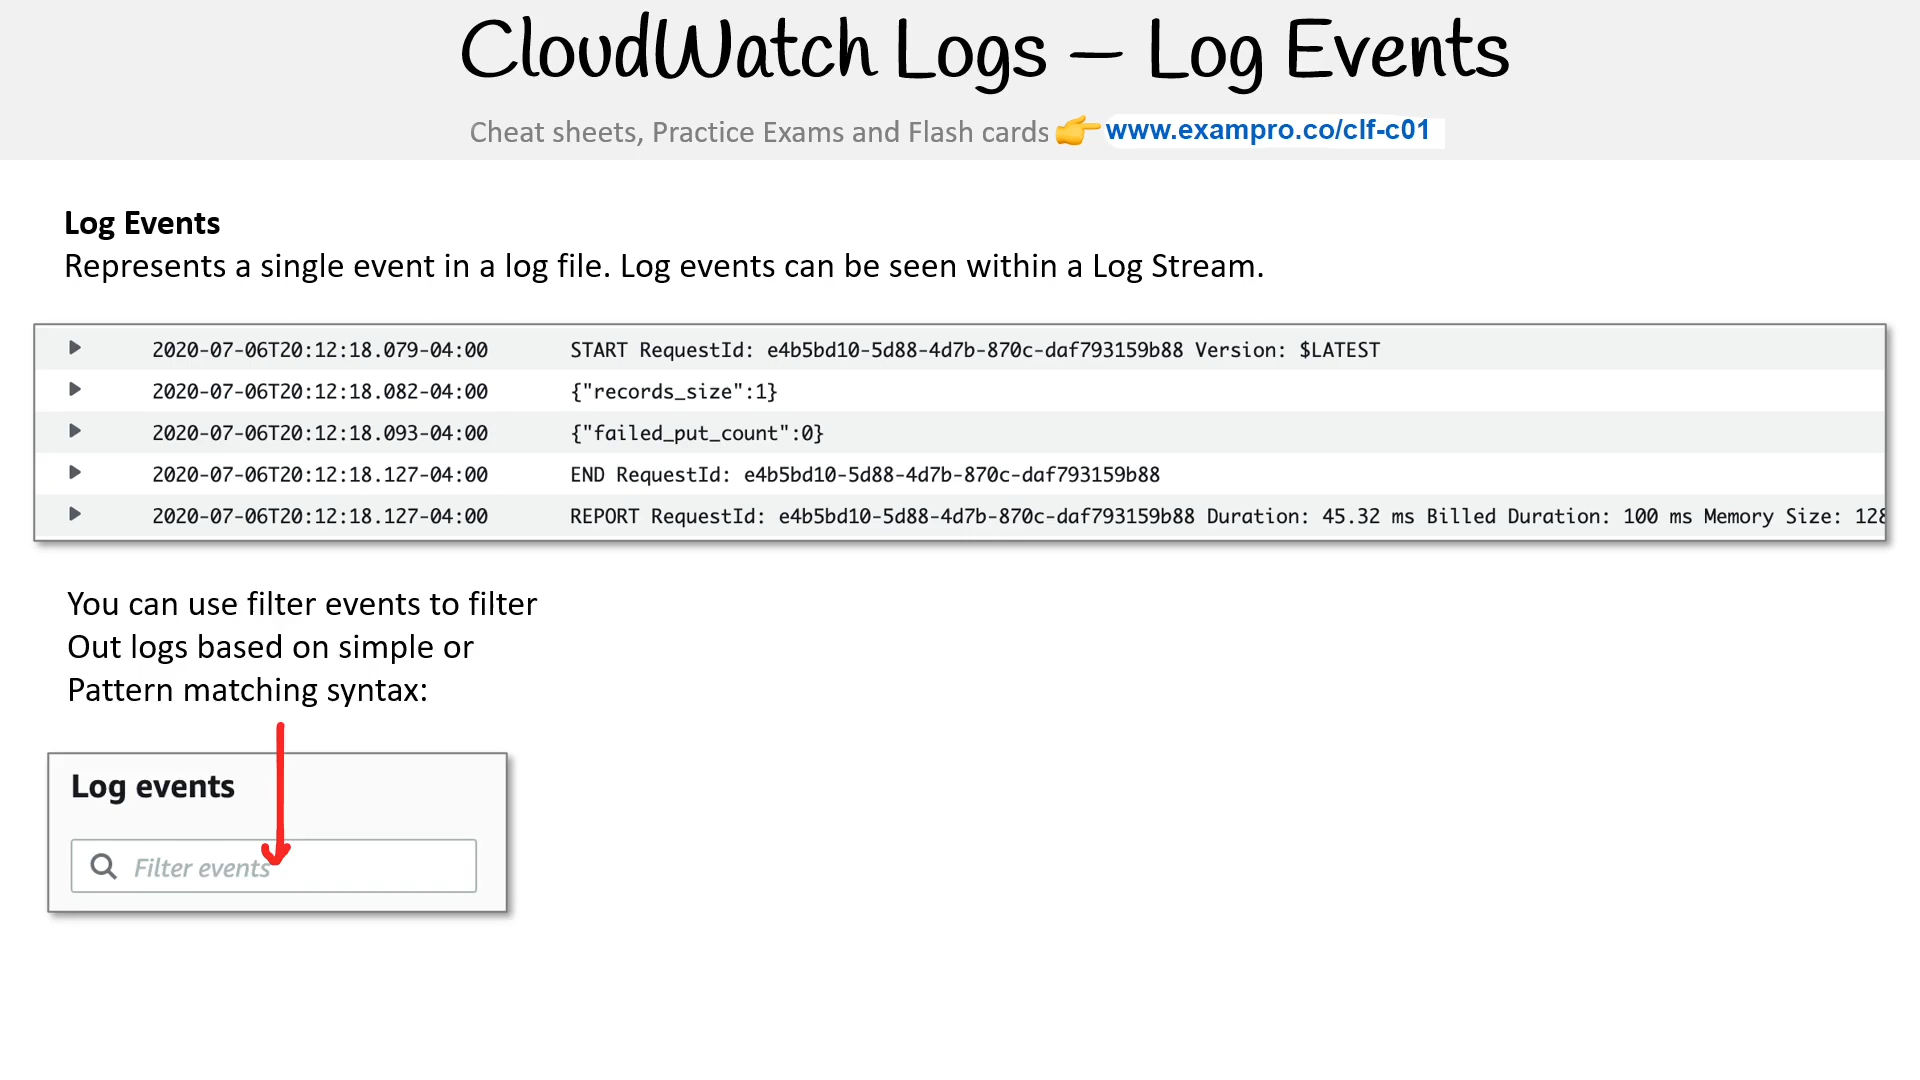 CloudWatch Logs – Log Events
Cheat sheets, Practice Exams and Flash cards 👉 www.exampro.co/clf-c01
Log Events
Represents a single event in a log file. Log events can be seen within a Log Stream.
2020-07-06T20:12:18.079-04:00 START RequestId: e4b5bd10-5d88-4d7b-870c-daf793159b88 Version: $LATEST
2020-07-06T20:12:18.082-04:00 {"records_size":1}
2020-07-06T20:12:18.093-04:00 {"failed_put_count":0}
2020-07-06T20:12:18.127-04:00 END RequestId: e4b5bd10-5d88-4d7b-870c-daf793159b88
2020-07-06T20:12:18.127-04:00 REPORT RequestId: e4b5bd10-5d88-4d7b-870c-daf793159b88 Duration: 45.32 ms Billed Duration: 100 ms Memory Size: 128
You can use filter events to filter
Out logs based on simple or
Pattern matching syntax:
Log events
Filter events